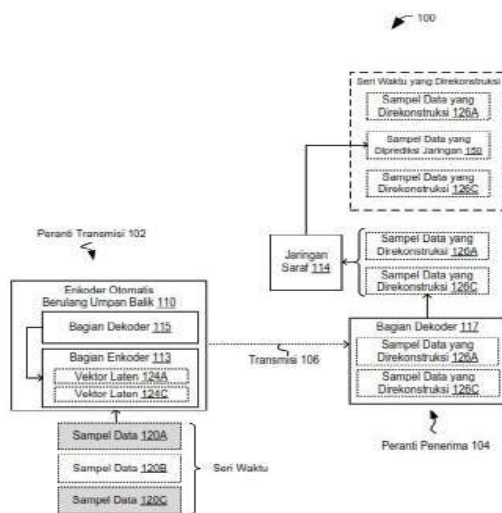 100
Seri Waktu yang Direkonstruksi
Sampel Data yang
Direkonstruksi 126A
Sampel Data yang
Diprediksi Jaringan 150
Sampel Data yang
Direkonstruksi 126C
Peranti Transmisi 102
Jaringan
Saraf 114
Sampel Data yang
Direkonstruksi 126A
Sampel Data yang
Direkonstruksi 126C
Enkoder Otomatis
Berulang Umpan Balik 110
Bagian Dekoder 115
Bagian Enkoder 113
Vektor Laten 124A
Vektor Laten 124C
Transmisi 106
Bagian Dekoder 117
Sampel Data yang
Direkonstruksi 126A
Sampel Data yang
Direkonstruksi 126C
Sampel Data 120A
Sampel Data 120B
Sampel Data 120C
Seri Waktu
Peranti Penerima 104